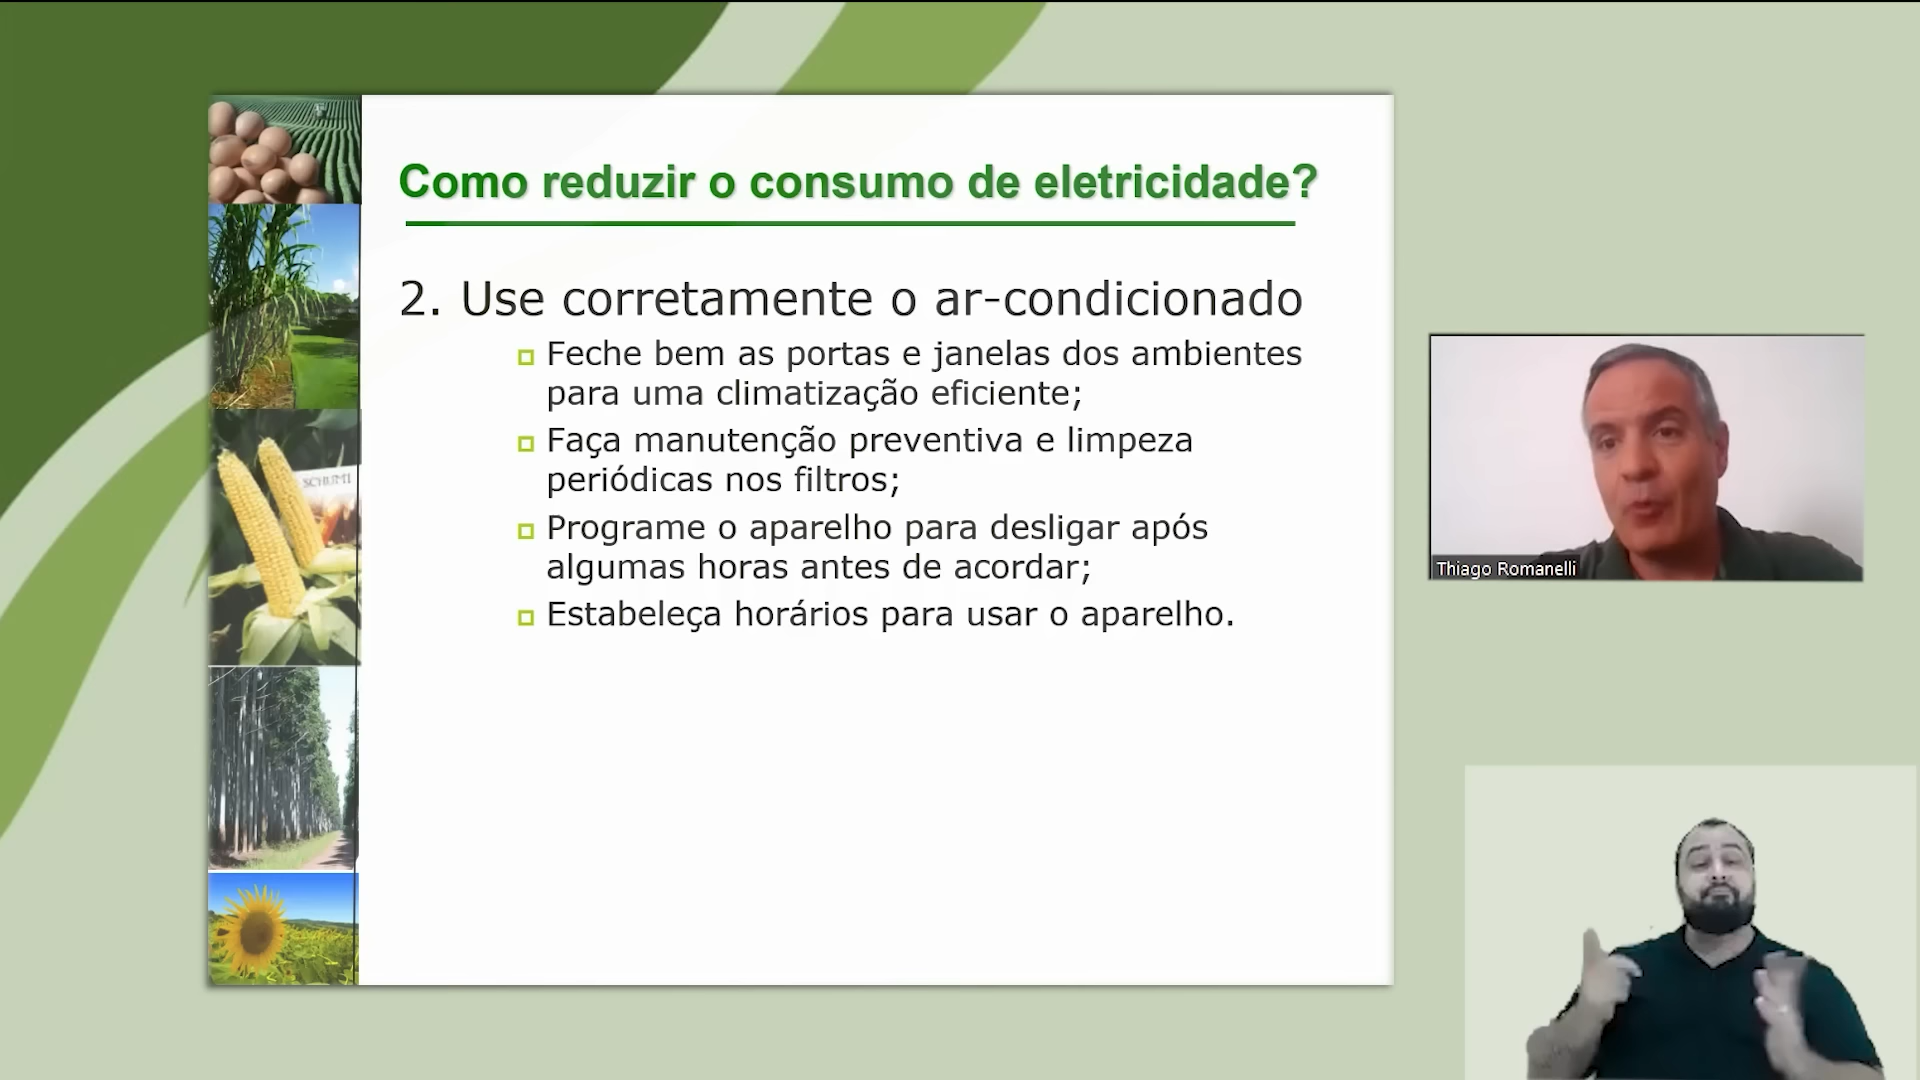 Como reduzir o consumo de eletricidade?
2. Use corretamente o ar-condicionado
Feche bem as portas e janelas dos ambientes
para uma climatização eficiente;
Faça manutenção preventiva e limpeza
periódicas nos filtros;
Programe o aparelho para desligar após
algumas horas antes de acordar;
Estabeleça horários para usar o aparelho.
Thiago Romanelli